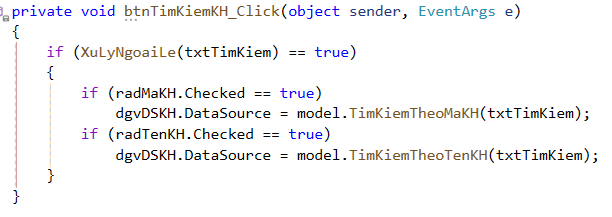 private void btnTimKiemKH_Click(object sender, EventArgs e)
{
if (XuLyNgoaiLe(txtTimKiem) == true)
{
if (radMaKH.Checked == true)
dgvDSKH.DataSource = model.TimKiemTheoMaKH(txtTimKiem);
if (radTenKH.Checked == true)
dgvDSKH.DataSource = model.TimKiemTheoTenKH(txtTimKiem);
}
}